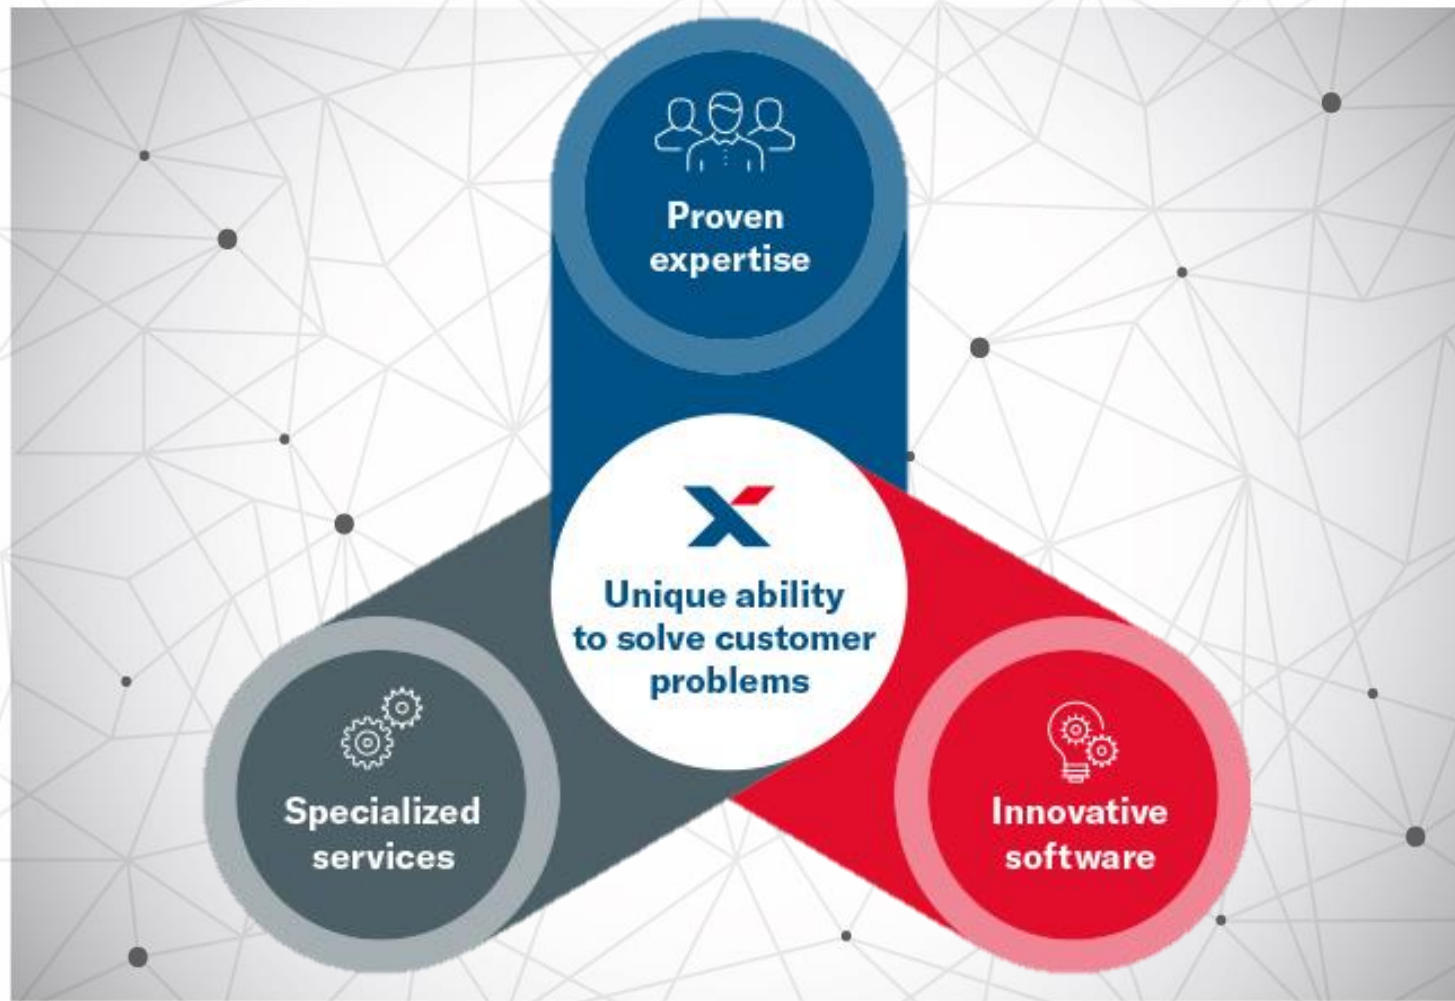 Proven
expertise
Unique ability
to solve customer
problems
Specialized
services
Innovative
software